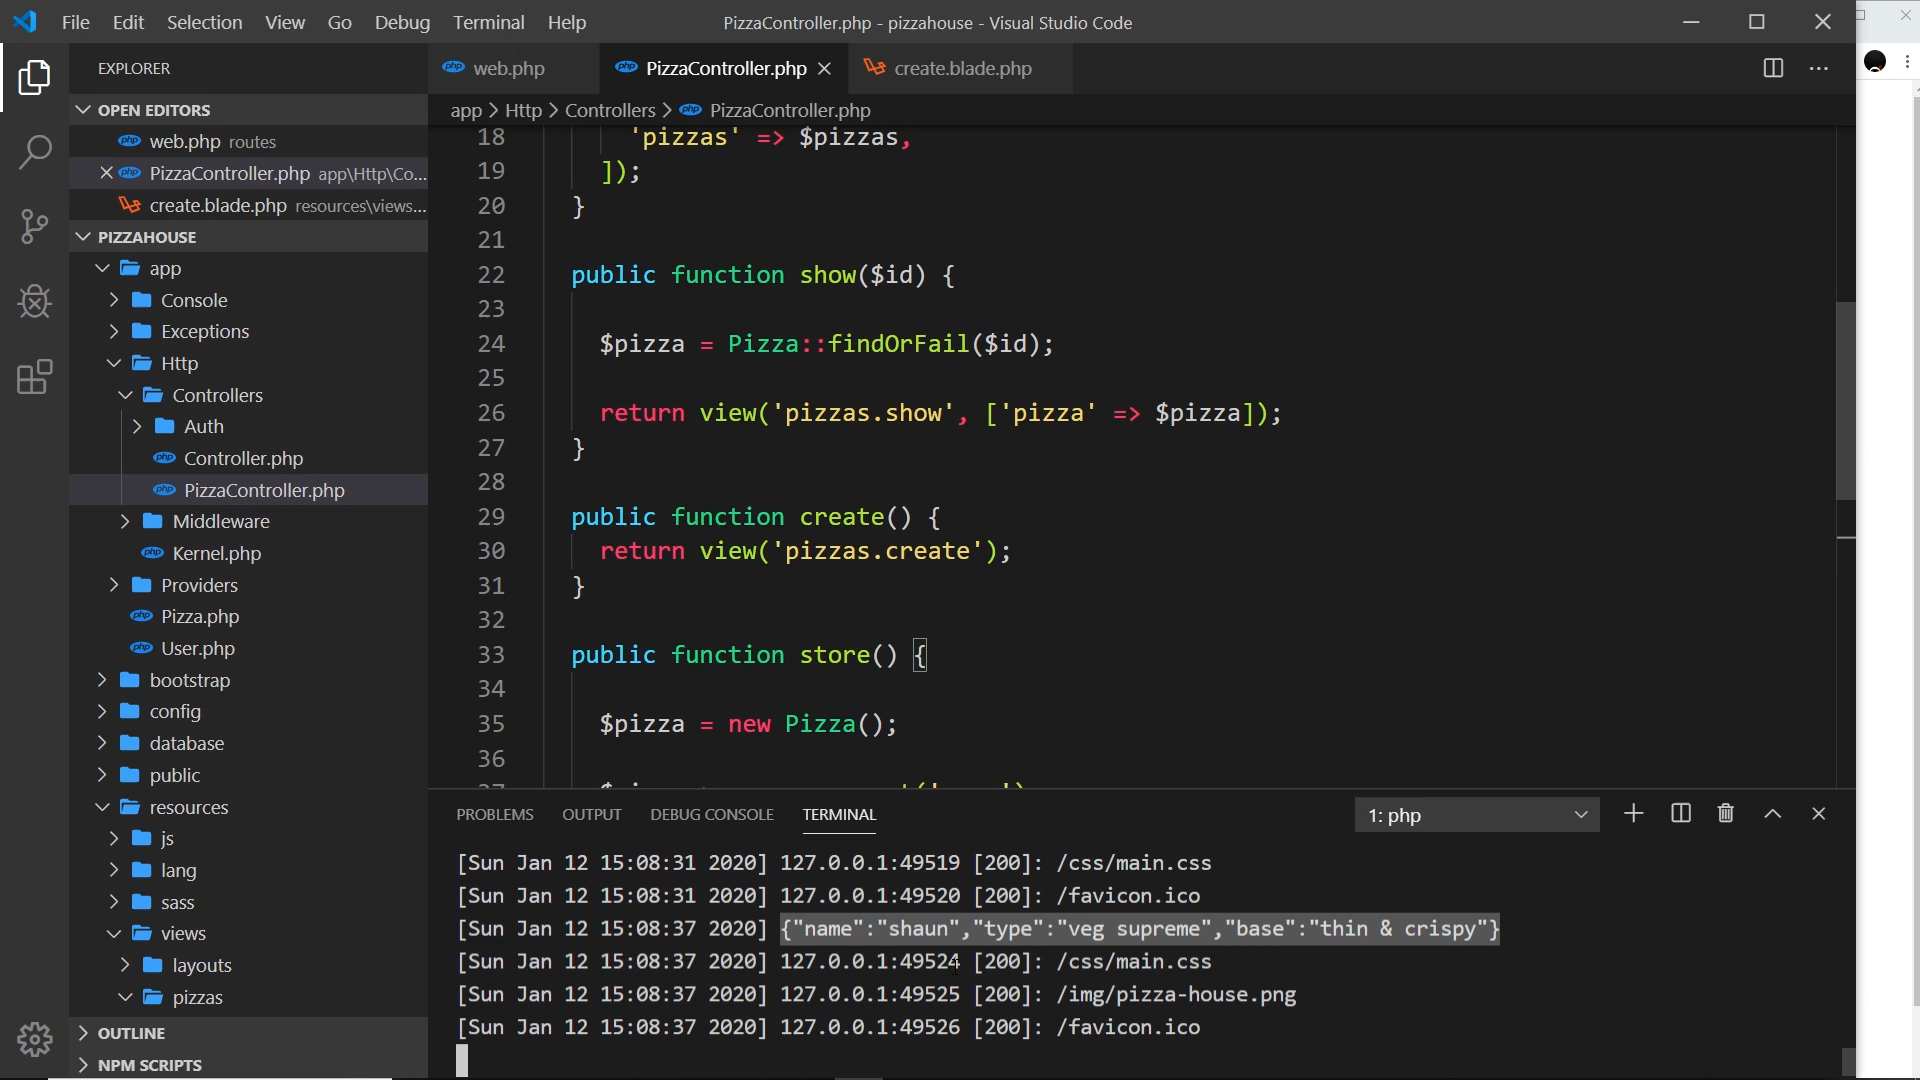 File Edit Selection View Go Debug Terminal Help
PizzaController.php - pizzahouse - Visual Studio Code
EXPLORER
OPEN EDITORS
web.php routes
PizzaController.php app\Http\Co...
create.blade.php resources\views...
PIZZAHOUSE
app
Console
Exceptions
Http
Controllers
Auth
Controller.php
PizzaController.php
Middleware
Kernel.php
Providers
Pizza.php
User.php
bootstrap
config
database
public
resources
js
lang
sass
views
layouts
pizzas
OUTLINE
NPM SCRIPTS
web.php PizzaController.php create.blade.php
app > Http > Controllers > PizzaController.php
18 'pizzas' => $pizzas,
19 ]);
20 }
21
22 public function show($id) {
23
24 $pizza = Pizza::findOrFail($id);
25
26 return view('pizzas.show', ['pizza' => $pizza]);
27 }
28
29 public function create() {
30 return view('pizzas.create');
31 }
32
33 public function store() {
34
35 $pizza = new Pizza();
36
PROBLEMS OUTPUT DEBUG CONSOLE TERMINAL 1: php
[Sun Jan 12 15:08:31 2020] 127.0.0.1:49519 [200]: /css/main.css
[Sun Jan 12 15:08:31 2020] 127.0.0.1:49520 [200]: /favicon.ico
[Sun Jan 12 15:08:37 2020] {"name":"shaun","type":"veg supreme","base":"thin & crispy"}
[Sun Jan 12 15:08:37 2020] 127.0.0.1:49524 [200]: /css/main.css
[Sun Jan 12 15:08:37 2020] 127.0.0.1:49525 [200]: /img/pizza-house.png
[Sun Jan 12 15:08:37 2020] 127.0.0.1:49526 [200]: /favicon.ico